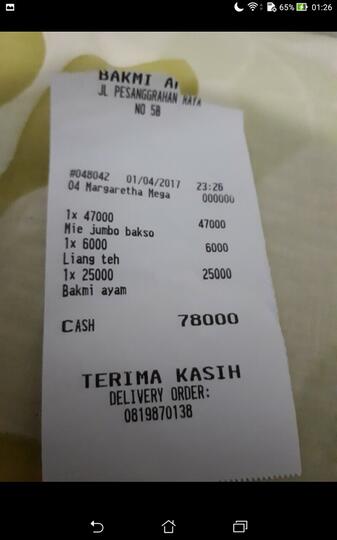 65% 01:26
BAKMI
JL PESANGGRAHAN RAYA
NO 5B
#048042 01/04/2017 23:26
04 Margaretha Mega 000000
1x 47000 47000
Mie jumbo bakso
1x 6000 6000
Liang teh
1x 25000 25000
Bakmi ayam
CASH 78000
TERIMA KASIH
DELIVERY ORDER:
0819870138